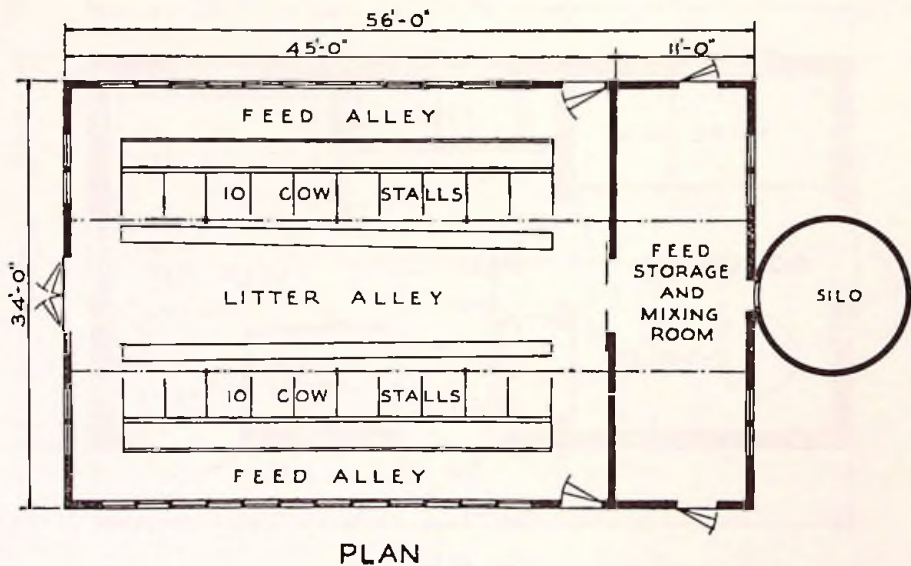 56'-0"
45'-0"
11'-0"
FEED ALLEY
10 COW STALLS
34'-0"
LITTER ALLEY
FEED
STORAGE
AND
MIXING
ROOM
SILO
10 COW STALLS
FEED ALLEY
PLAN